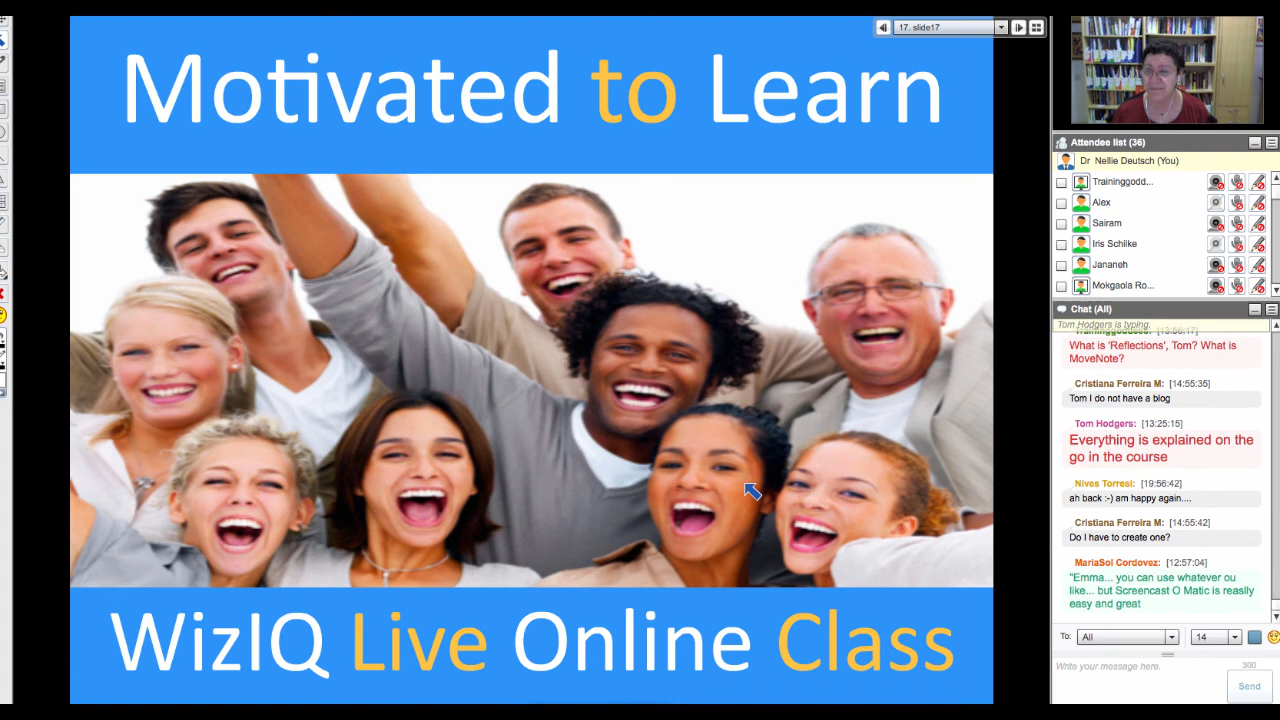 17. slide17
Motivated to Learn
WizIQ Live Online Class
Attendee list (36)
Dr Nellie Deutsch (You)
Trainingggodd...
Alex
Sairam
Iris Schilke
Jananeh
Mokgaola Ro...
Chat (All)
Tom Hodgers is typing.
What is 'Reflections', Tom? What is
MoveNote?
Cristiana Ferreira M: [14:55:35]
Tom I do not have a blog
Tom Hodgers: [13:25:15]
Everything is explained on the
go in the course
Nives Torresi: [19:56:42]
ah back :-) am happy again....
Cristiana Ferreira M: [14:55:42]
Do I have to create one?
MariaSol Cordovez: [12:57:04]
"Emma... you can use whatever ou
like... but Screencast O Matic is reasily
easy and great
To: All 14
Write your message here. 300
Send